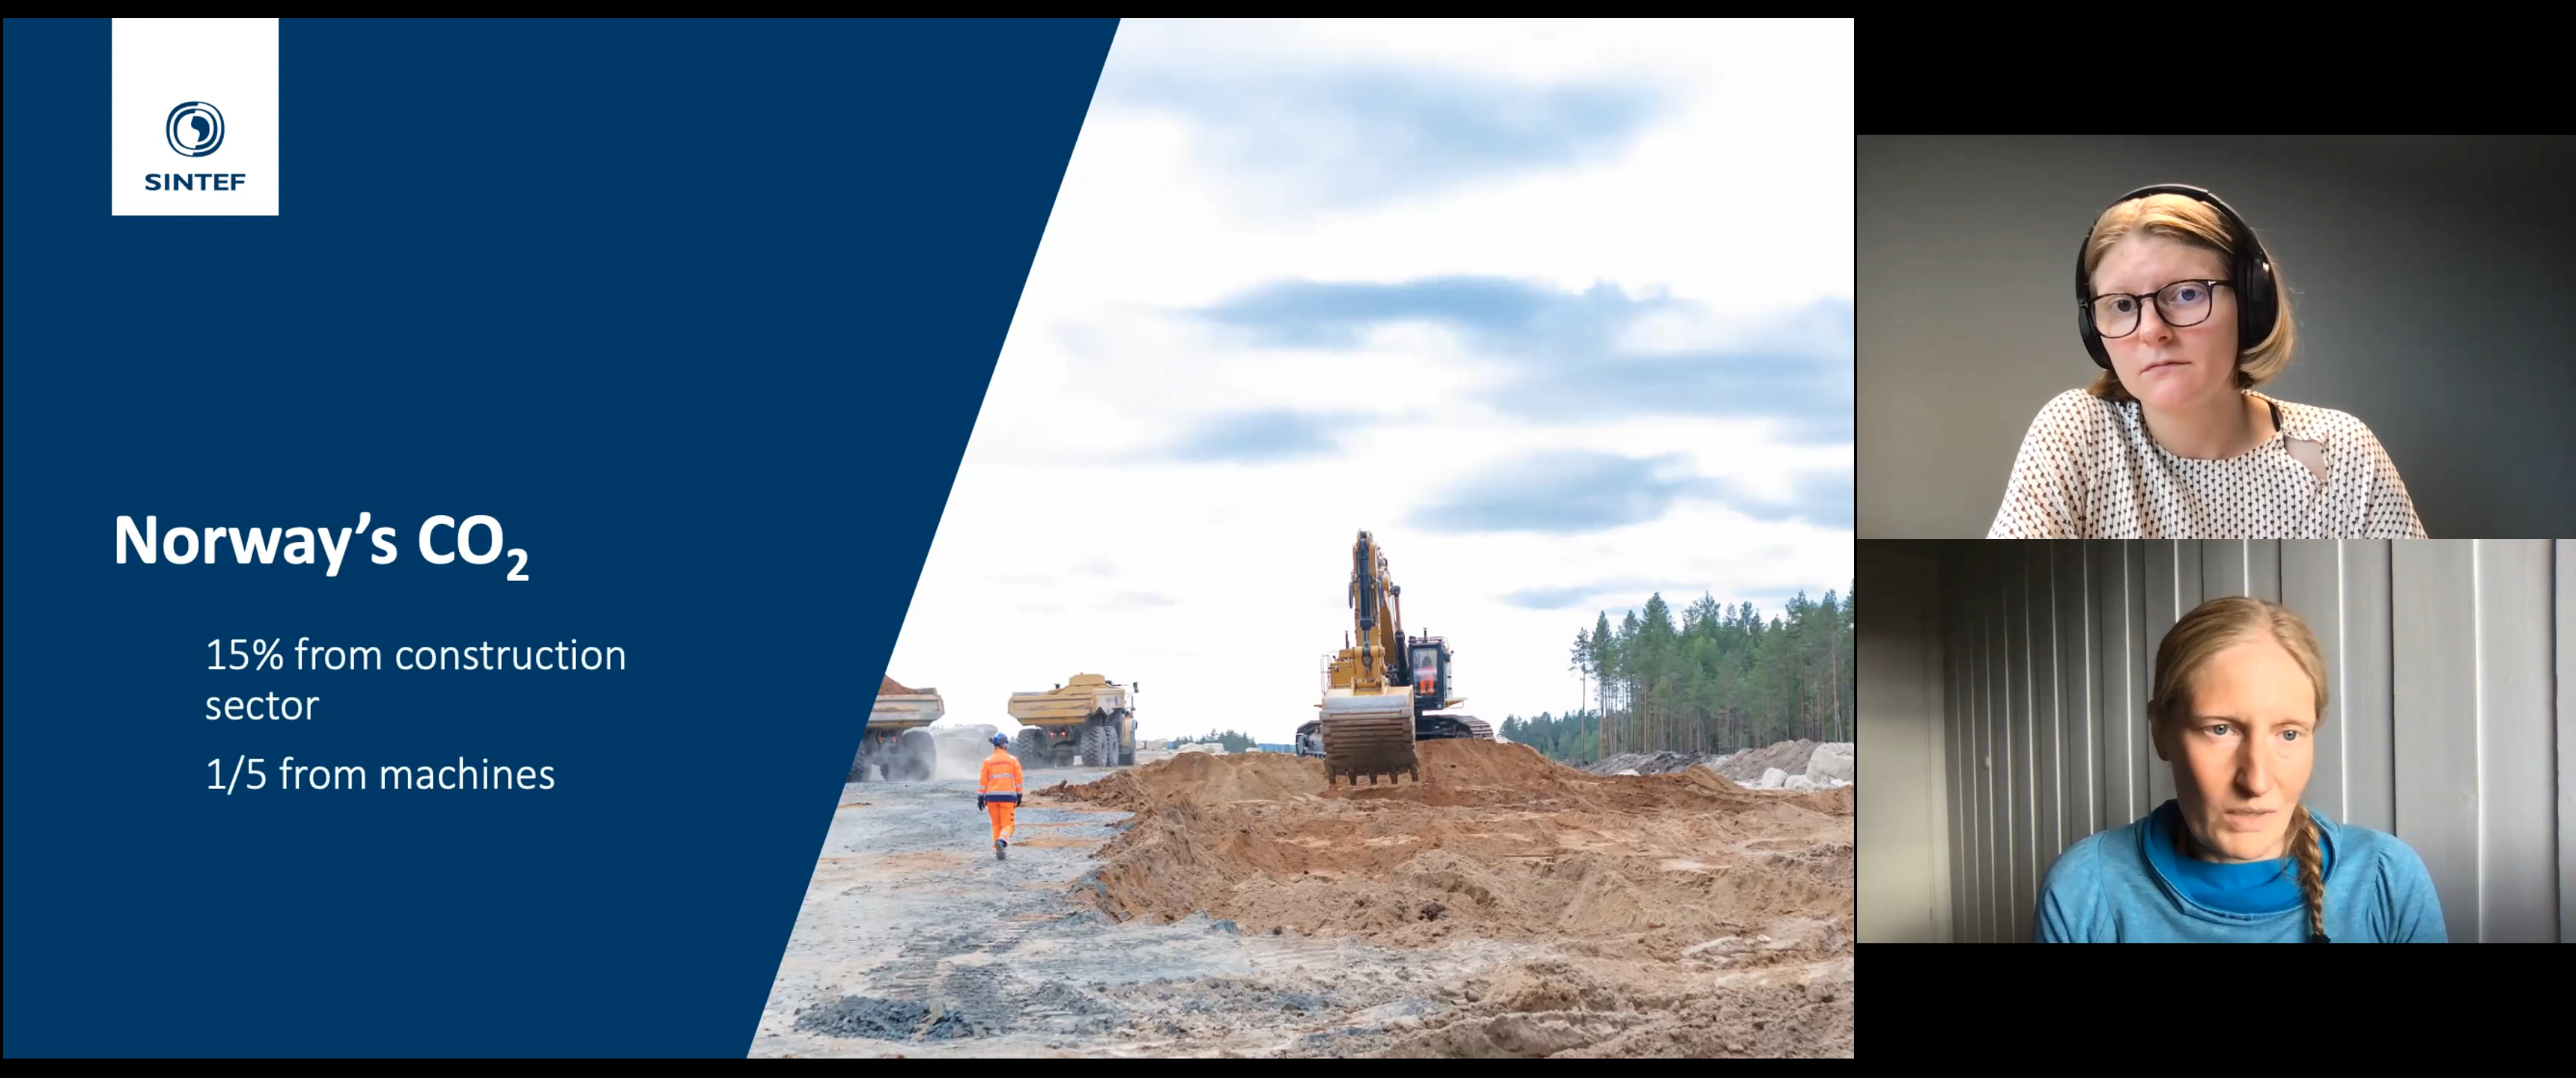 SINTEF
Norway's CO₂
15% from construction
sector
1/5 from machines